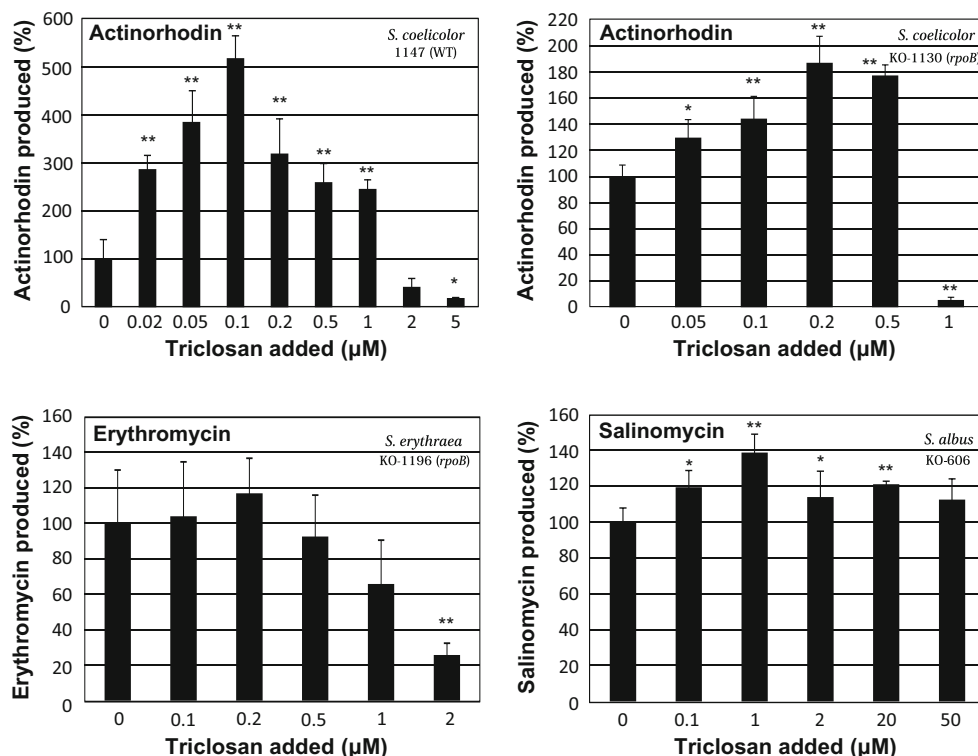 Actinorhodin
S. coelicolor
1147 (WT)
Actinorhodin produced (%)
600
500
400
300
200
100
0
** ** ** ** ** ** *
0 0.02 0.05 0.1 0.2 0.5 1 2 5
Triclosan added (µM)
Actinorhodin
S. coelicolor
KO-1130 (rpoB)
Actinorhodin produced (%)
220
200
180
160
140
120
100
80
60
40
20
0
* ** ** ** **
0 0.05 0.1 0.2 0.5 1
Triclosan added (µM)
Erythromycin
S. erythraea
KO-1196 (rpoB)
Erythromycin produced (%)
160
140
120
100
80
60
40
20
0
**
0 0.1 0.2 0.5 1 2
Triclosan added (µM)
Salinomycin
S. albus
KO-606
Salinomycin produced (%)
160
140
120
100
80
60
40
20
0
* ** * **
0 0.1 1 2 20 50
Triclosan added (µM)